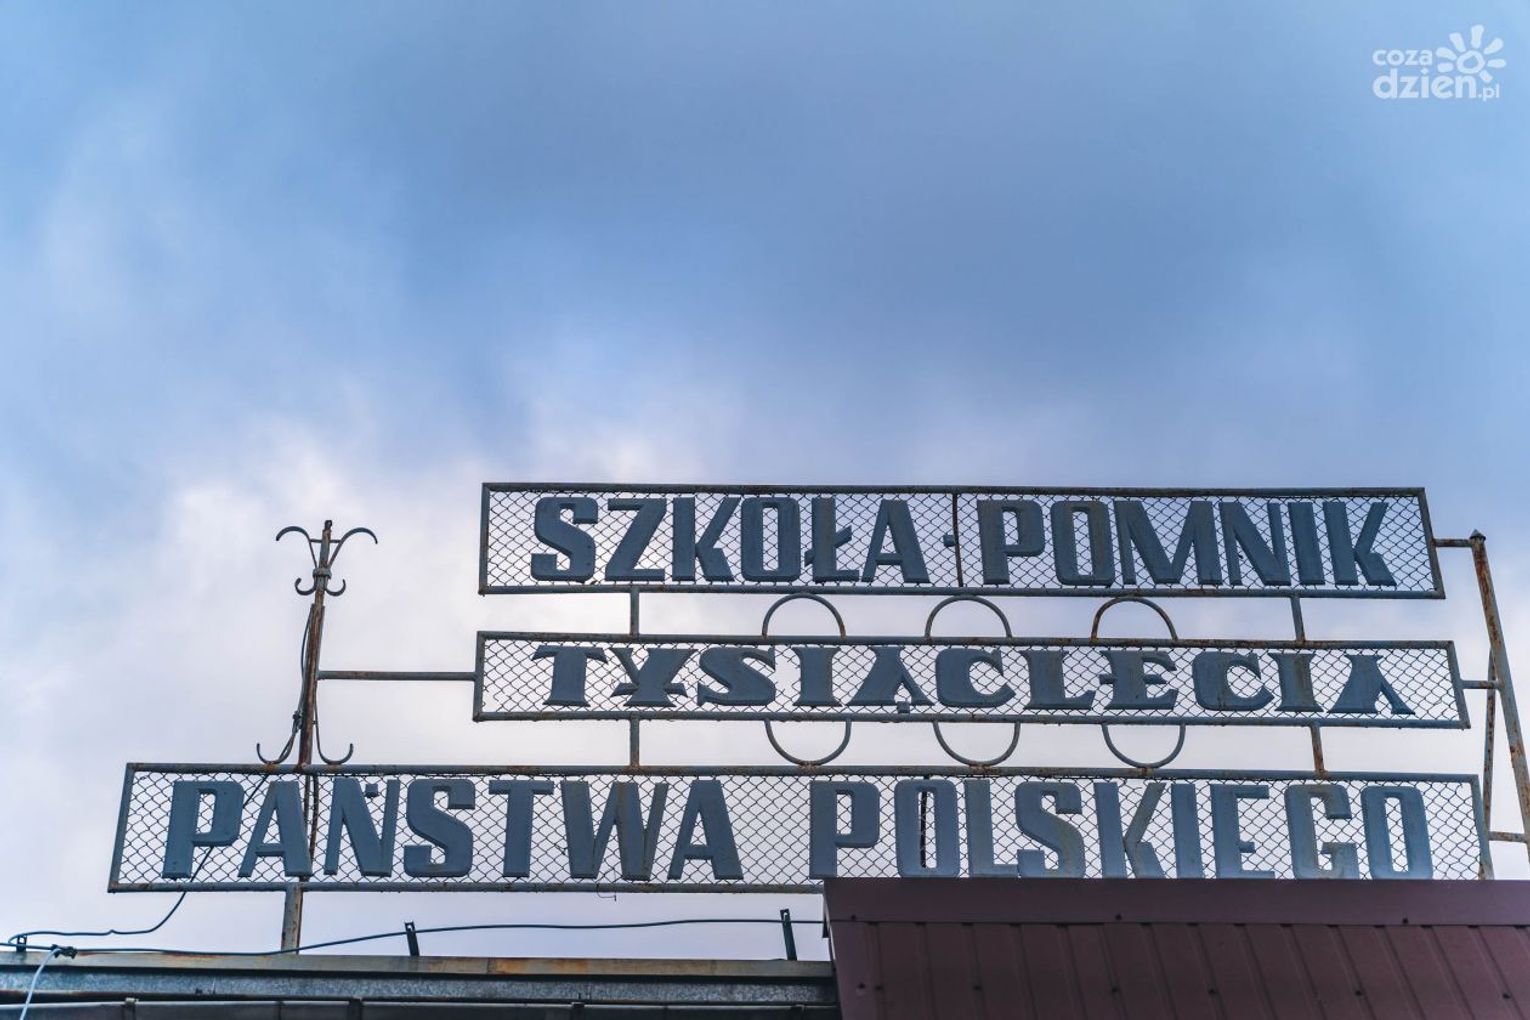 coza
dzien.pl
SZKOŁA·POMNIK
TYSIĄCLECIA
PAŃSTWA POLSKIEGO